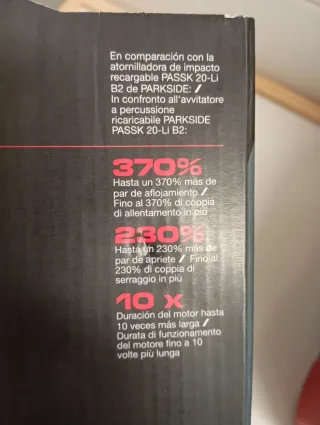 En comparación con la
atornilladora de impacto
recargable PASSK 20-Li
B2 de PARKSIDE: /
In confronto all'avvitatore
a percussione
ricaricabile PARKSIDE
PASSK 20-Li B2:
370%
Hasta un 370% más de
par de aflojamiento /
Fino al 370% di coppia
di allentamento in più
230%
Hasta un 230% más de
par de apriete / Fino al
230% di coppia di
serraggio in più
10 x
Duración del motor hasta
10 veces más larga /
Durata di funzionamento
del motore fino a 10
volte più lunga